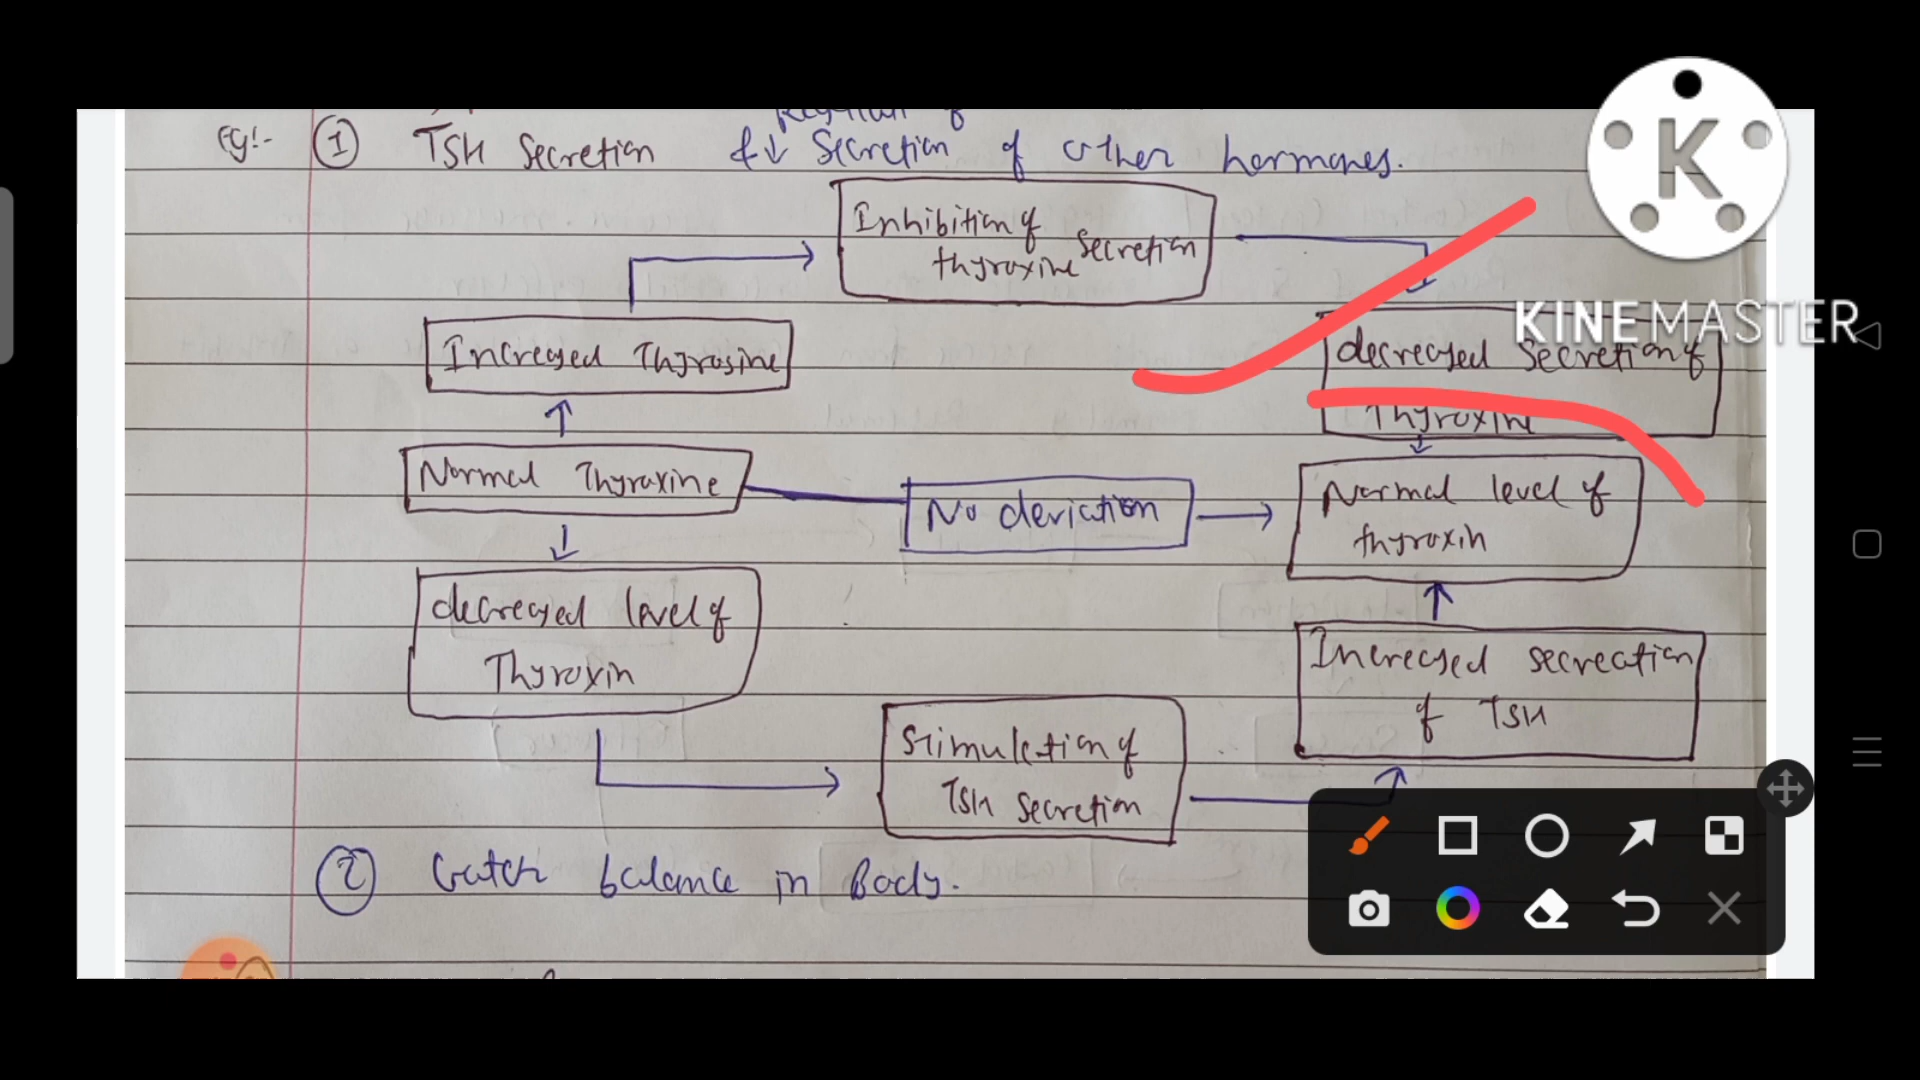 Eg:- ① TSH Secretion & ↓ Secretion of other hormones.
Inhibition of
thyroxine Secretion
KINEMASTER
Increased Thyrosine
decreased Secretion of
Thyroxine
Normal Thyroxine
No deviation
Normal level of
thyroxin
decreased level of
Thyroxin
Increased secreation
of TSH
Stimulation of
TSH Secretion
② balance in Body.